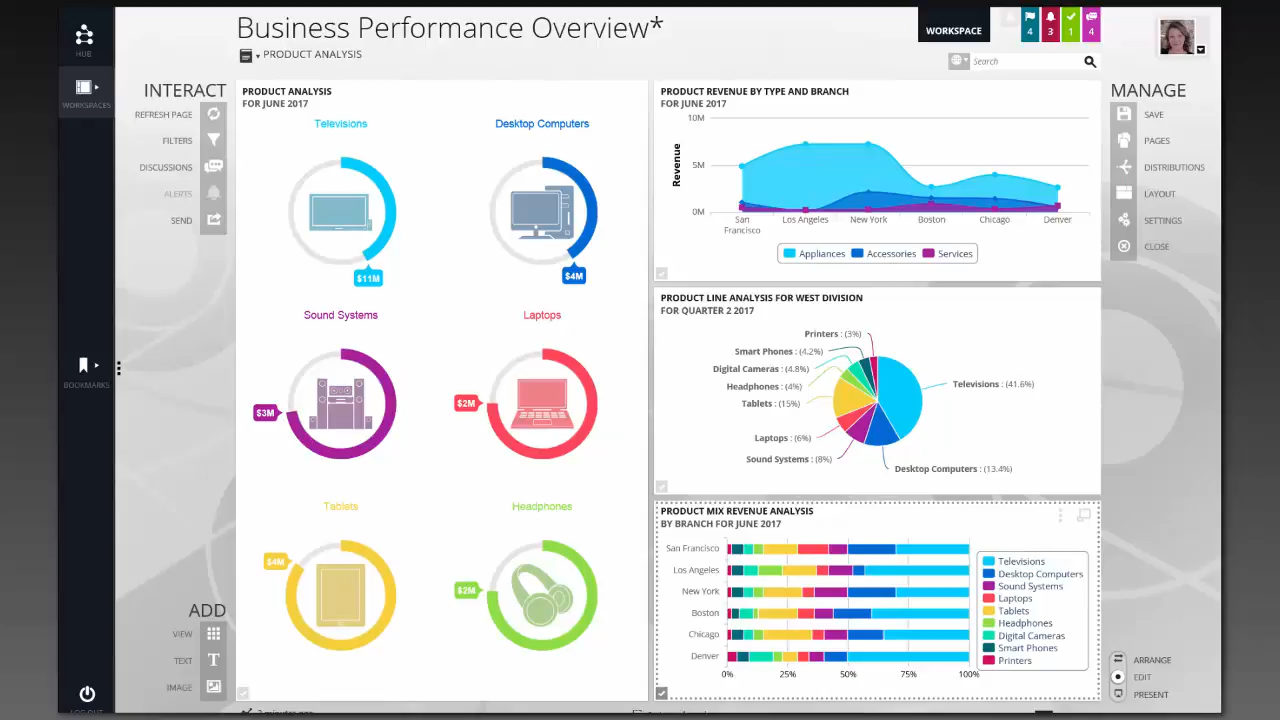 Business Performance Overview*
PRODUCT ANALYSIS
WORKSPACE
4
3
1
4
Search
HUB
WORKSPACES
BOOKMARKS
INTERACT
REFRESH PAGE
FILTERS
DISCUSSIONS
ALERTS
SEND
ADD
VIEW
TEXT
IMAGE
PRODUCT ANALYSIS
FOR JUNE 2017
Televisions
$11M
Desktop Computers
$4M
Sound Systems
$3M
Laptops
$2M
Tablets
$4M
Headphones
$2M
PRODUCT REVENUE BY TYPE AND BRANCH
FOR JUNE 2017
Revenue
10M
5M
0M
San Francisco
Los Angeles
New York
Boston
Chicago
Denver
Appliances
Accessories
Services
PRODUCT LINE ANALYSIS FOR WEST DIVISION
FOR QUARTER 2 2017
Printers : (3%)
Smart Phones : (4.2%)
Digital Cameras : (4.8%)
Headphones : (4%)
Tablets : (15%)
Laptops : (6%)
Sound Systems : (8%)
Televisions : (41.6%)
Desktop Computers : (13.4%)
PRODUCT MIX REVENUE ANALYSIS
BY BRANCH FOR JUNE 2017
San Francisco
Los Angeles
New York
Boston
Chicago
Denver
0%
25%
50%
75%
100%
Televisions
Desktop Computers
Sound Systems
Laptops
Tablets
Headphones
Digital Cameras
Smart Phones
Printers
MANAGE
SAVE
PAGES
DISTRIBUTIONS
LAYOUT
SETTINGS
CLOSE
ARRANGE
EDIT
PRESENT